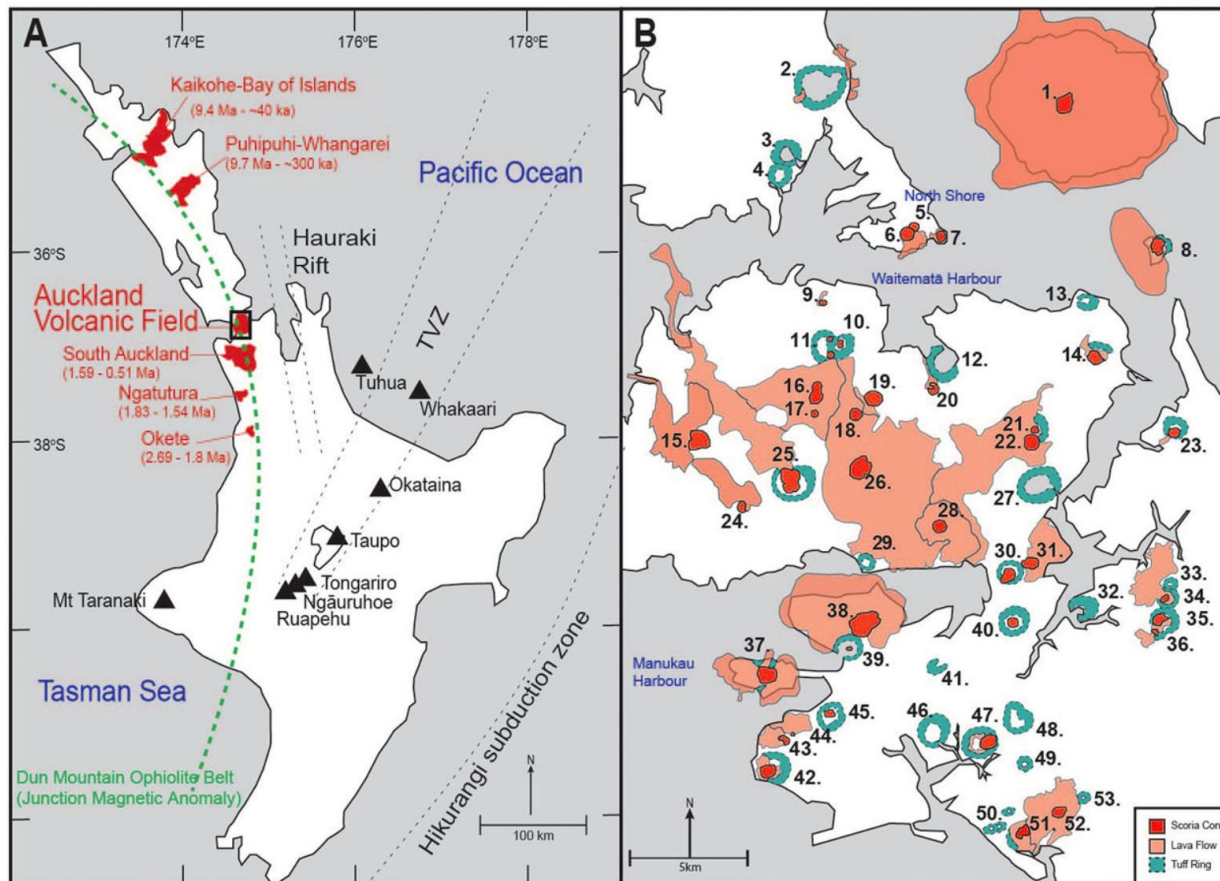 A
174°E
176°E
178°E
Kaikohe-Bay of Islands
(9.4 Ma - ~40 ka)
Puhipuhi-Whangarei
(9.7 Ma - ~300 ka)
Pacific Ocean
36°S
Hauraki
Rift
Auckland
Volcanic Field
TVZ
South Auckland
(1.59 - 0.51 Ma)
Tuhua
Ngatutura
(1.83 - 1.54 Ma)
Whakaari
Okete
(2.69 - 1.8 Ma)
38°S
Okataina
Taupo
Tongariro
Mt Taranaki
Ngāuruhoe
Ruapehu
Tasman Sea
Hikurangi subduction zone
Dun Mountain Ophiolite Belt
(Junction Magnetic Anomaly)
N
100 km
B
2.
1.
3.
4.
North Shore
5.
6.
7.
8.
Waitematā Harbour
9.
13.
10.
11.
12.
14.
16.
19.
20
17.
18.
21.
15.
22.
23.
25.
26.
27.
24.
28.
29.
30.
31.
33.
32.
34.
38.
35.
40.
36.
37.
39.
Manukau
Harbour
41.
45.
46.
47.
48.
44.
43.
42.
49.
50.
53.
51.
52.
N
5km
Scoria Con
Lava Flow
Tuff Ring